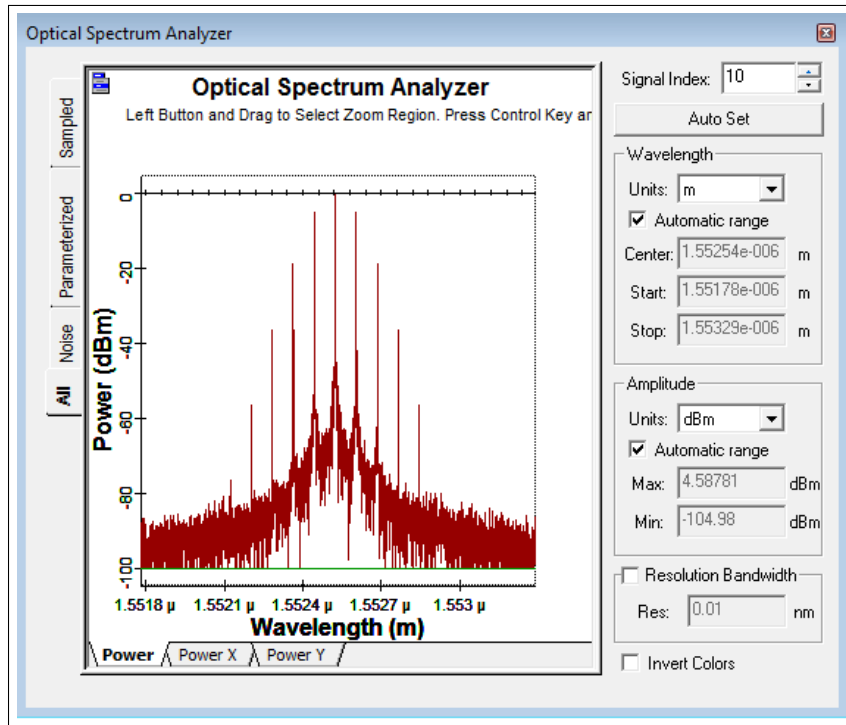 Optical Spectrum Analyzer
Optical Spectrum Analyzer
Left Button and Drag to Select Zoom Region. Press Control Key ar
Sampled
Parameterized
Noise
All
Power (dBm)
0
-20
-40
-60
-80
-100
1.5518 µ 1.5521 µ 1.5524 µ 1.5527 µ 1.553 µ
Wavelength (m)
Power Power X Power Y
Signal Index: 10
Auto Set
Wavelength
Units: m
Automatic range
Center: 1.55254e-006 m
Start: 1.55178e-006 m
Stop: 1.55329e-006 m
Amplitude
Units: dBm
Automatic range
Max: 4.58781 dBm
Min: -104.98 dBm
Resolution Bandwidth
Res: 0.01 nm
Invert Colors